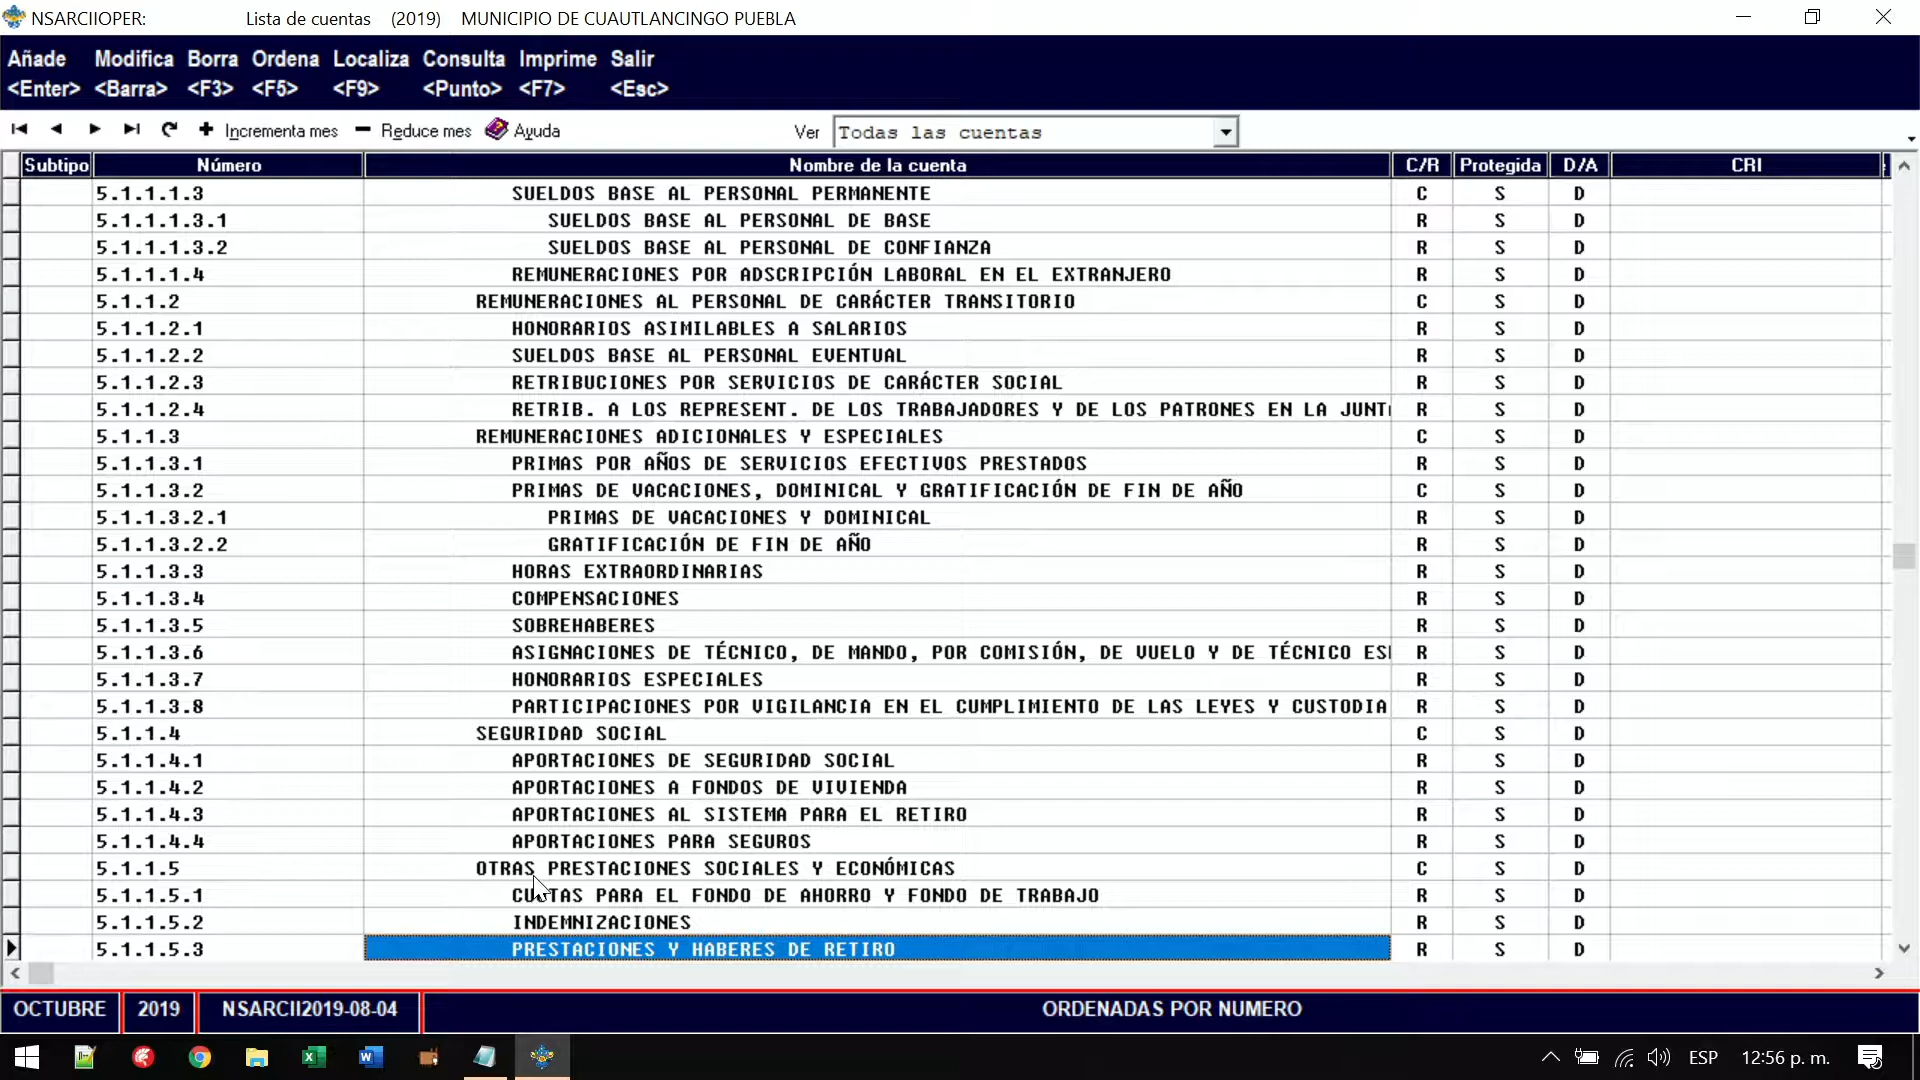 NSARCIIOPER: Lista de cuentas (2019) MUNICIPIO DE CUAUTLANCINGO PUEBLA
Añade Modifica Borra Ordena Localiza Consulta Imprime Salir
<Enter> <Barra> <F3> <F5> <F9> <Punto> <F7> <Esc>
Incrementa mes Reduce mes Ayuda Ver Todas las cuentas
Subtipo Número Nombre de la cuenta C/R Protegida D/A CRI
5.1.1.1.3 SUELDOS BASE AL PERSONAL PERMANENTE C S D
5.1.1.1.3.1 SUELDOS BASE AL PERSONAL DE BASE R S D
5.1.1.1.3.2 SUELDOS BASE AL PERSONAL DE CONFIANZA R S D
5.1.1.1.4 REMUNERACIONES POR ADSCRIPCIÓN LABORAL EN EL EXTRANJERO R S D
5.1.1.2 REMUNERACIONES AL PERSONAL DE CARÁCTER TRANSITORIO C S D
5.1.1.2.1 HONORARIOS ASIMILABLES A SALARIOS R S D
5.1.1.2.2 SUELDOS BASE AL PERSONAL EVENTUAL R S D
5.1.1.2.3 RETRIBUCIONES POR SERVICIOS DE CARÁCTER SOCIAL R S D
5.1.1.2.4 RETRIB. A LOS REPRESENT. DE LOS TRABAJADORES Y DE LOS PATRONES EN LA JUNT R S D
5.1.1.3 REMUNERACIONES ADICIONALES Y ESPECIALES C S D
5.1.1.3.1 PRIMAS POR AÑOS DE SERVICIOS EFECTIVOS PRESTADOS R S D
5.1.1.3.2 PRIMAS DE VACACIONES, DOMINICAL Y GRATIFICACIÓN DE FIN DE AÑO C S D
5.1.1.3.2.1 PRIMAS DE VACACIONES Y DOMINICAL R S D
5.1.1.3.2.2 GRATIFICACIÓN DE FIN DE AÑO R S D
5.1.1.3.3 HORAS EXTRAORDINARIAS R S D
5.1.1.3.4 COMPENSACIONES R S D
5.1.1.3.5 SOBREHABERES R S D
5.1.1.3.6 ASIGNACIONES DE TÉCNICO, DE MANDO, POR COMISIÓN, DE VUELO Y DE TÉCNICO ES R S D
5.1.1.3.7 HONORARIOS ESPECIALES R S D
5.1.1.3.8 PARTICIPACIONES POR VIGILANCIA EN EL CUMPLIMIENTO DE LAS LEYES Y CUSTODIA R S D
5.1.1.4 SEGURIDAD SOCIAL C S D
5.1.1.4.1 APORTACIONES DE SEGURIDAD SOCIAL R S D
5.1.1.4.2 APORTACIONES A FONDOS DE VIVIENDA R S D
5.1.1.4.3 APORTACIONES AL SISTEMA PARA EL RETIRO R S D
5.1.1.4.4 APORTACIONES PARA SEGUROS R S D
5.1.1.5 OTRAS PRESTACIONES SOCIALES Y ECONÓMICAS C S D
5.1.1.5.1 CUOTAS PARA EL FONDO DE AHORRO Y FONDO DE TRABAJO R S D
5.1.1.5.2 INDEMNIZACIONES R S D
5.1.1.5.3 PRESTACIONES Y HABERES DE RETIRO R S D
OCTUBRE 2019 NSARCII2019-08-04 ORDENADAS POR NUMERO
ESP 12:56 p. m.